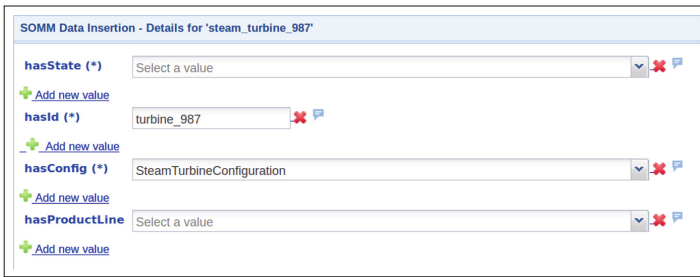 SOMM Data Insertion - Details for 'steam_turbine_987'
hasState (*) Select a value
Add new value
hasId (*) turbine_987
Add new value
hasConfig (*) SteamTurbineConfiguration
Add new value
hasProductLine Select a value
Add new value